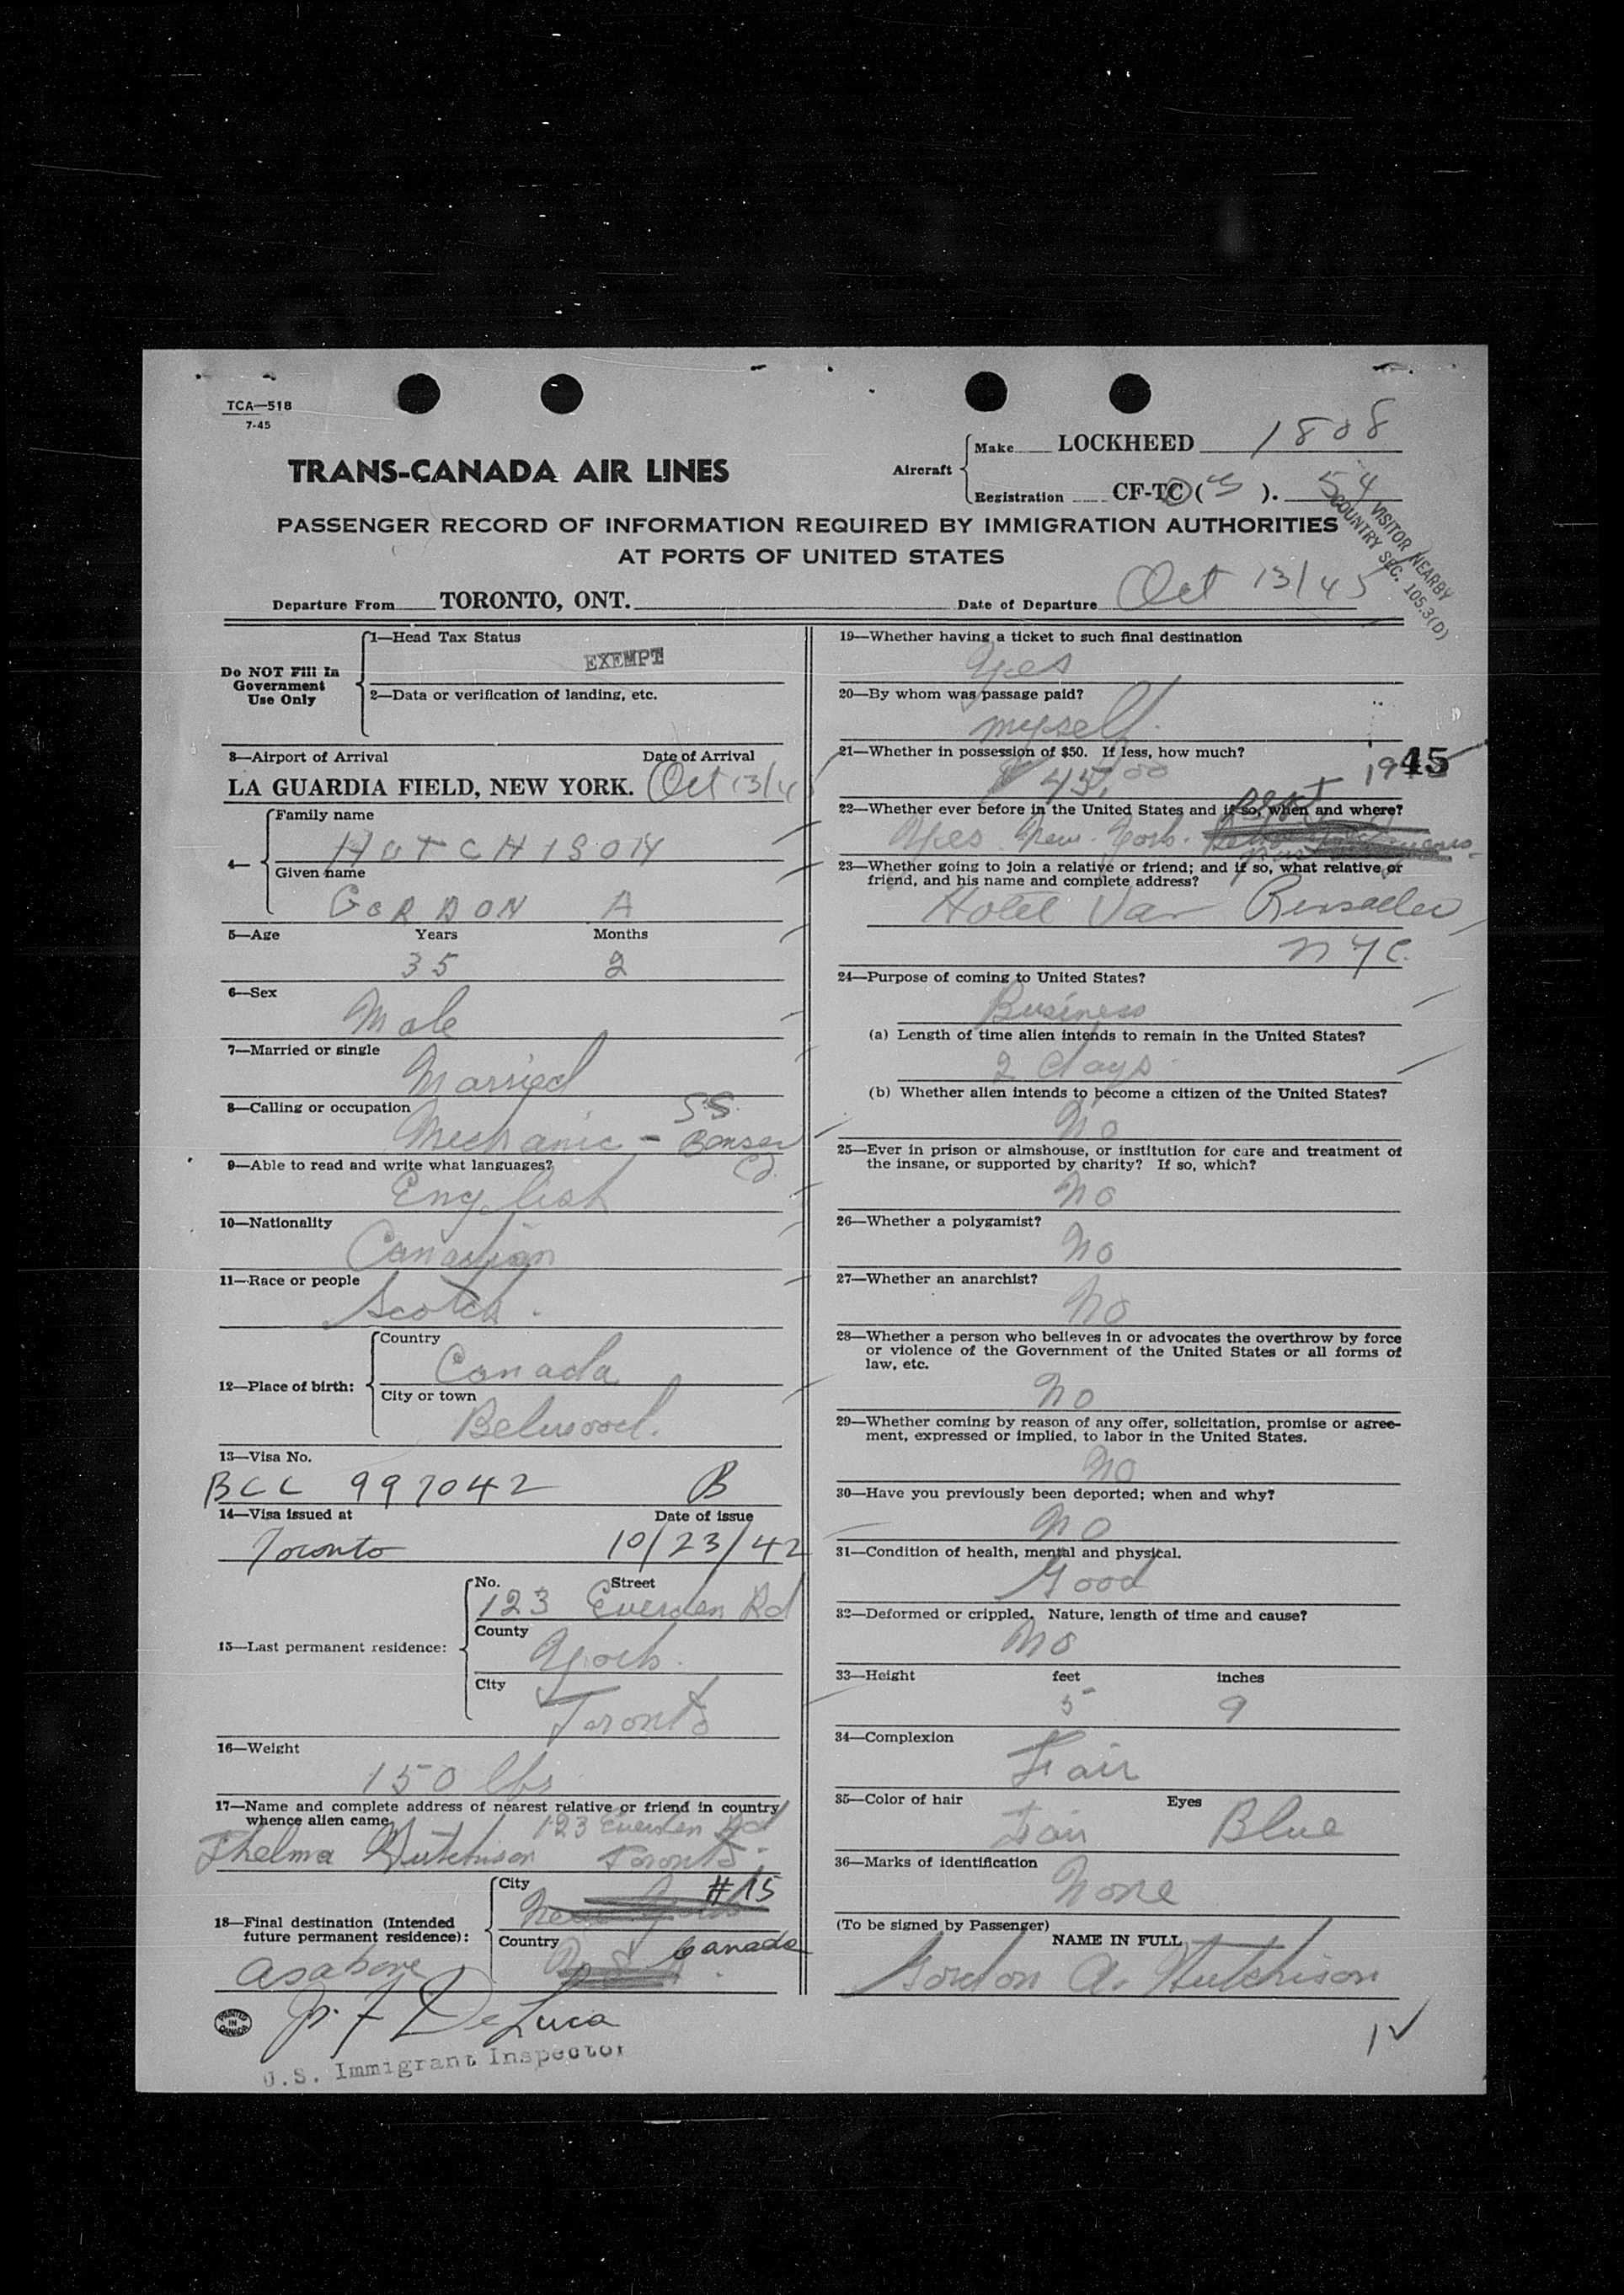 TCA—518
7-45
TRANS-CANADA AIR LINES
Aircraft
Make LOCKHEED 1808
Registration CF-TC ( ). 54
VISITOR NEARBY
COUNTRY SEC. 105.3(D)
PASSENGER RECORD OF INFORMATION REQUIRED BY IMMIGRATION AUTHORITIES
AT PORTS OF UNITED STATES
Departure From TORONTO, ONT. Date of Departure Oct 13/45
Do NOT Fill In
Government
Use Only
1—Head Tax Status
EXEMPT
2—Data or verification of landing, etc.
3—Airport of Arrival Date of Arrival
LA GUARDIA FIELD, NEW YORK. Oct 13/4
4—
Family name
HUTCHISON
Given name
GORDON A
5—Age Years Months
35 2
6—Sex
Male
7—Married or single
Married
8—Calling or occupation S.S.
Mechanic -
9—Able to read and write what languages?
English
10—Nationality
Canadian
11—Race or people
Scotch.
12—Place of birth:
Country
Canada
City or town
Belwood.
13—Visa No.
BCC 997042 B
14—Visa issued at Date of issue
Toronto 10/23/42
15—Last permanent residence:
No. Street
123 Everden Rd
County
York.
City
Toronto
16—Weight
150 lbs
17—Name and complete address of nearest relative or friend in country
whence alien came. 123 Everden Rd
Thelma Hutchison Toronto.
18—Final destination (Intended
future permanent residence):
City
#15
New York
Country
Canada
as above
J. F. DeLuca
U.S. Immigrant Inspector
PRINTED
IN
CANADA
19—Whether having a ticket to such final destination
Yes
20—By whom was passage paid?
myself.
21—Whether in possession of $50. If less, how much?
$45.00 1945
22—Whether ever before in the United States and if so, when and where?
Yes New York. Sept
23—Whether going to join a relative or friend; and if so, what relative or
friend, and his name and complete address?
Hotel Van Rensaeler
NYC.
24—Purpose of coming to United States?
Business
(a) Length of time alien intends to remain in the United States?
2 days.
(b) Whether alien intends to become a citizen of the United States?
No
25—Ever in prison or almshouse, or institution for care and treatment of
the insane, or supported by charity? If so, which?
No
26—Whether a polygamist?
No
27—Whether an anarchist?
No
28—Whether a person who believes in or advocates the overthrow by force
or violence of the Government of the United States or all forms of
law, etc.
No
29—Whether coming by reason of any offer, solicitation, promise or agree-
ment, expressed or implied, to labor in the United States.
No
30—Have you previously been deported; when and why?
No
31—Condition of health, mental and physical.
Good
32—Deformed or crippled. Nature, length of time and cause?
No
33—Height feet inches
5 9
34—Complexion
Fair
35—Color of hair Eyes
Fair Blue
36—Marks of identification
None
(To be signed by Passenger)
NAME IN FULL
Gordon A. Hutchison